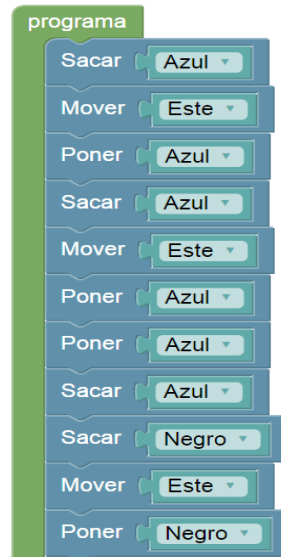 programa
Sacar Azul
Mover Este
Poner Azul
Sacar Azul
Mover Este
Poner Azul
Poner Azul
Sacar Azul
Sacar Negro
Mover Este
Poner Negro